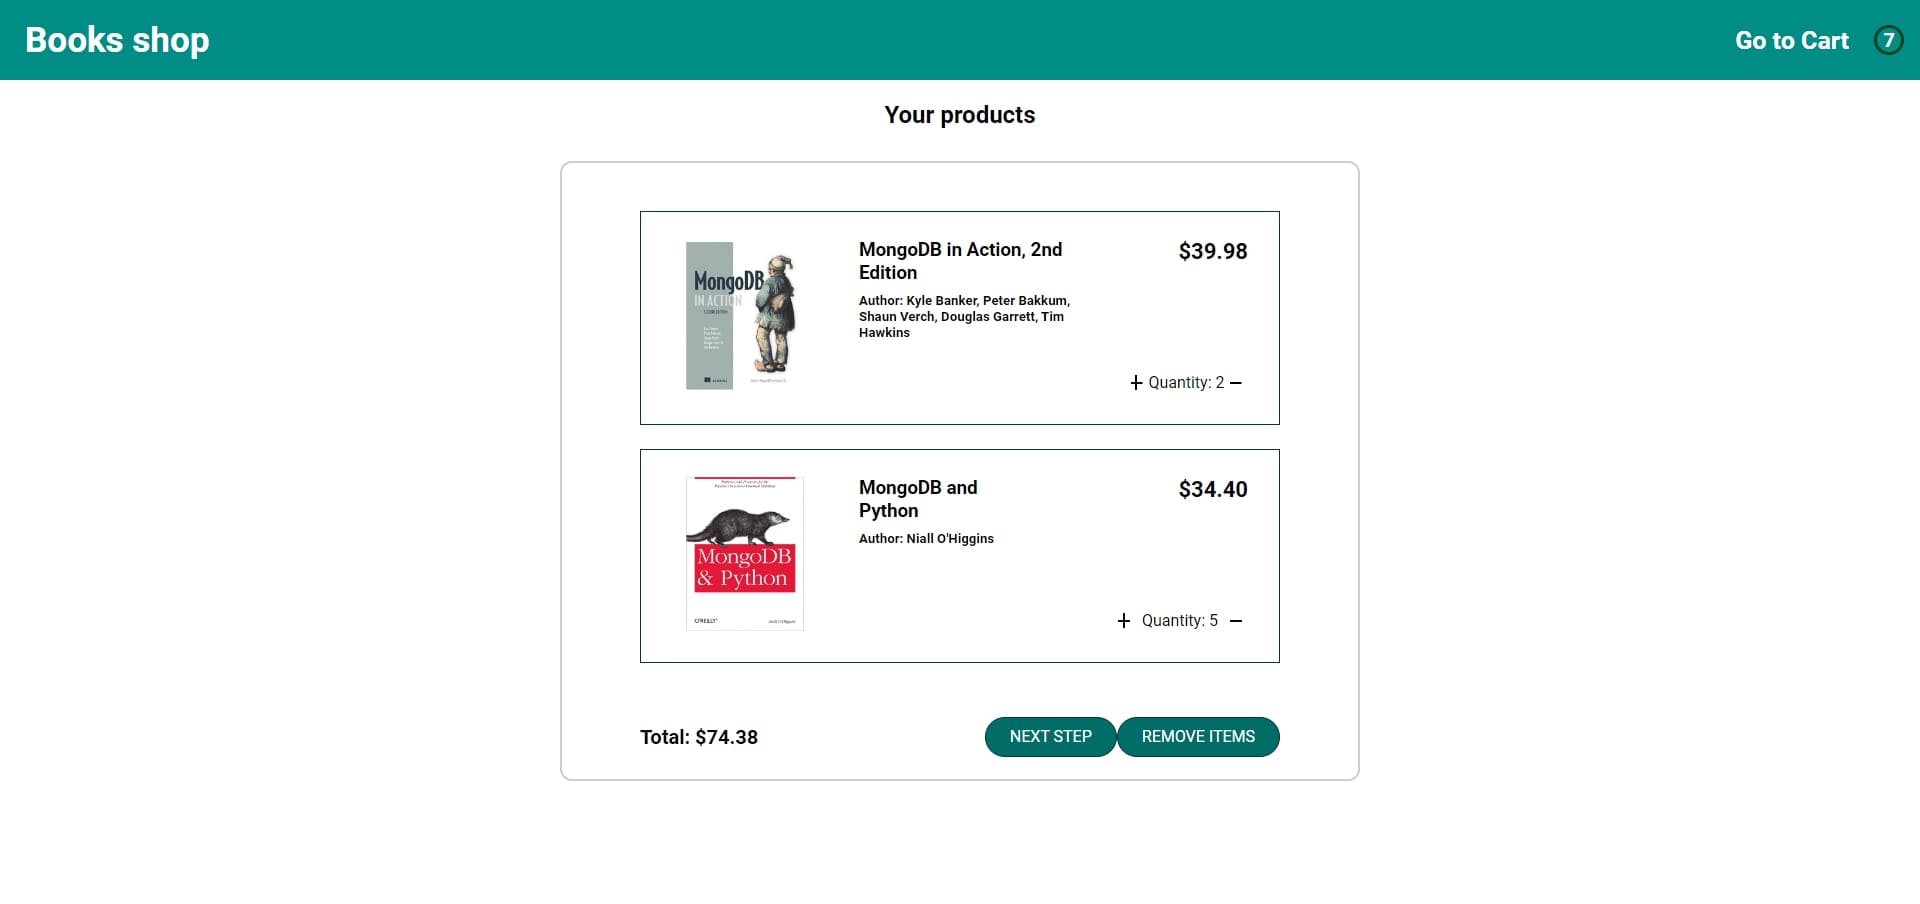 Books shop
Go to Cart
7
Your products
MongoDB
IN ACTION
MongoDB in Action, 2nd
Edition
Author: Kyle Banker, Peter Bakkum,
Shaun Verch, Douglas Garrett, Tim
Hawkins
$39.98
+ Quantity: 2 −
MongoDB
& Python
O'REILLY
MongoDB and
Python
Author: Niall O'Higgins
$34.40
+ Quantity: 5 −
Total: $74.38
NEXT STEP
REMOVE ITEMS